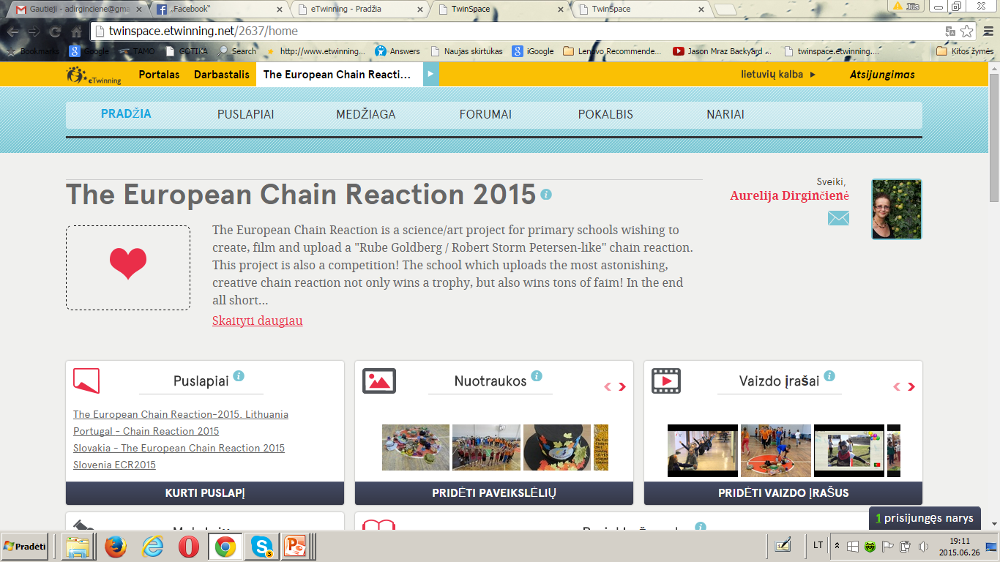 Gautieji - adirginciene@gma
„Facebook“
eTwinning - Pradžia
TwinSpace
TwinSpace
Jūs
twinspace.etwinning.net/2637/home
Bookmarks
Google
TAMO
GOTIKA
Search
http://www.etwinning...
Answers
Naujas skirtukas
iGoogle
Lenovo Recommende...
Jason Mraz Backyard ...
twinspace.etwinning....
Kitos žymės
eTwinning
Portalas
Darbastalis
The European Chain Reacti...
lietuvių kalba
Atsijungimas
PRADŽIA
PUSLAPIAI
MEDŽIAGA
FORUMAI
POKALBIS
NARIAI
The European Chain Reaction 2015
Sveiki,
Aurelija Dirginčienė
The European Chain Reaction is a science/art project for primary schools wishing to
create, film and upload a "Rube Goldberg / Robert Storm Petersen-like" chain reaction.
This project is also a competition! The school which uploads the most astonishing,
creative chain reaction not only wins a trophy, but also wins tons of faim! In the end
all short...
Skaityti daugiau
Puslapiai
The European Chain Reaction-2015. Lithuania
Portugal - Chain Reaction 2015
Slovakia - The European Chain Reaction 2015
Slovenia ECR2015
KURTI PUSLAPĮ
Nuotraukos
PRIDĖTI PAVEIKSLĖLIŲ
Vaizdo įrašai
PRIDĖTI VAIZDO ĮRAŠUS
1 prisijungęs narys
Pradėti
3
LT
19:11
2015.06.26